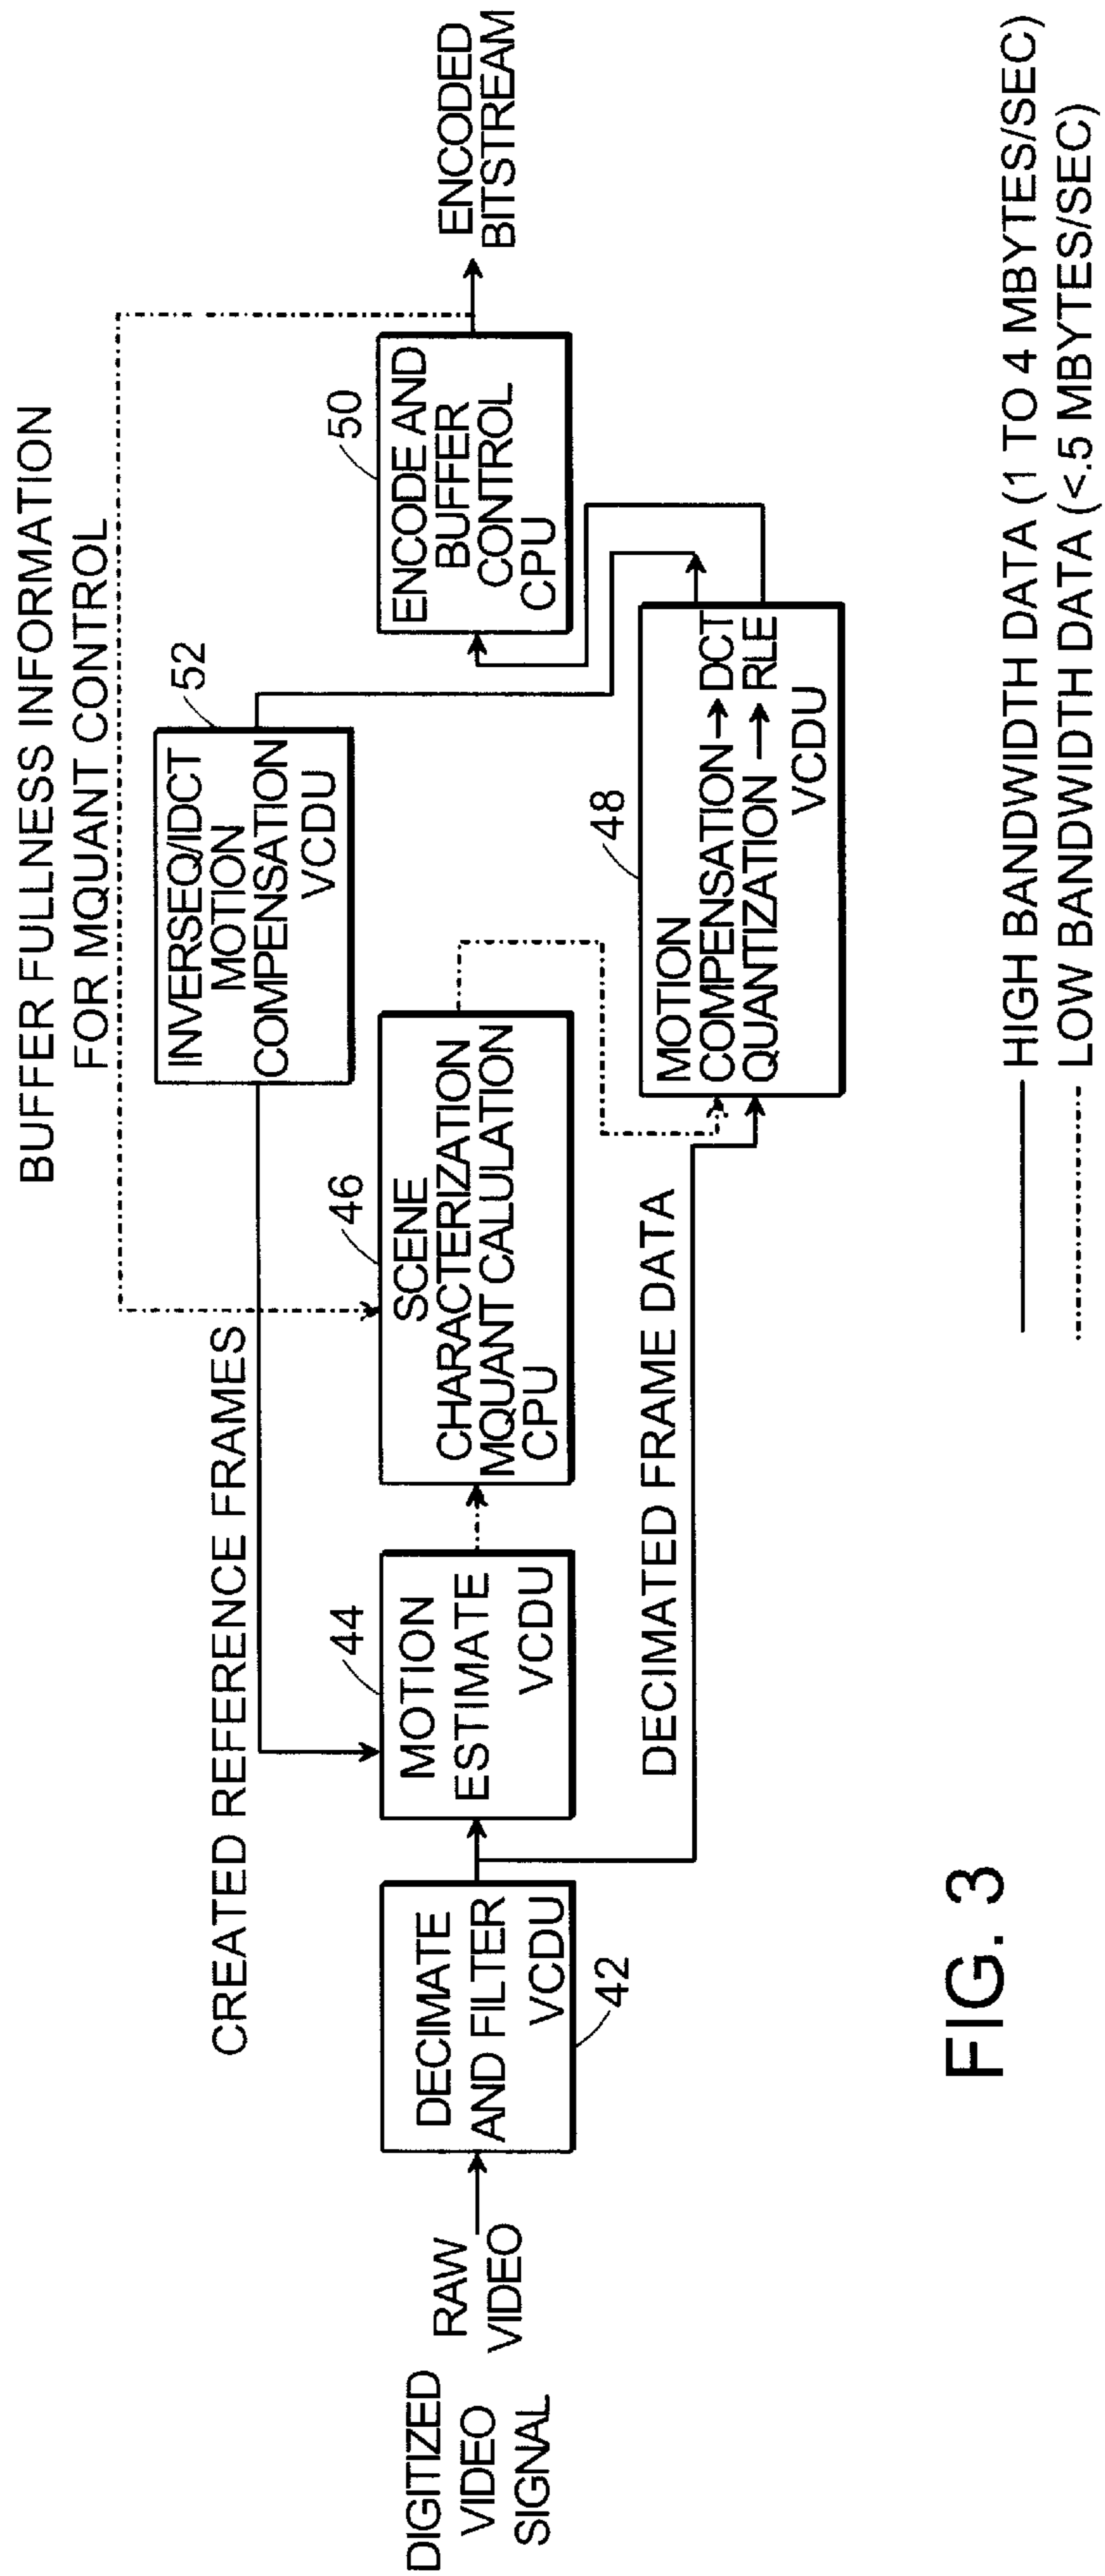 BUFFER FULLNESS INFORMATION
FOR MQUANT CONTROL
CREATED REFERENCE FRAMES
52
INVERSEQ/IDCT
MOTION
COMPENSATION
VCDU
DIGITIZED
VIDEO
SIGNAL
RAW
VIDEO
DECIMATE
AND FILTER
VCDU
42
44
MOTION
ESTIMATE
VCDU
46
SCENE
CHARACTERIZATION
MQUANT CALULATION
CPU
50
ENCODE AND
BUFFER
CONTROL
CPU
ENCODED
BITSTREAM
DECIMATED FRAME DATA
48
MOTION
COMPENSATION→DCT
QUANTIZATION → RLE
VCDU
FIG. 3
HIGH BANDWIDTH DATA (1 TO 4 MBYTES/SEC)
LOW BANDWIDTH DATA (<.5 MBYTES/SEC)